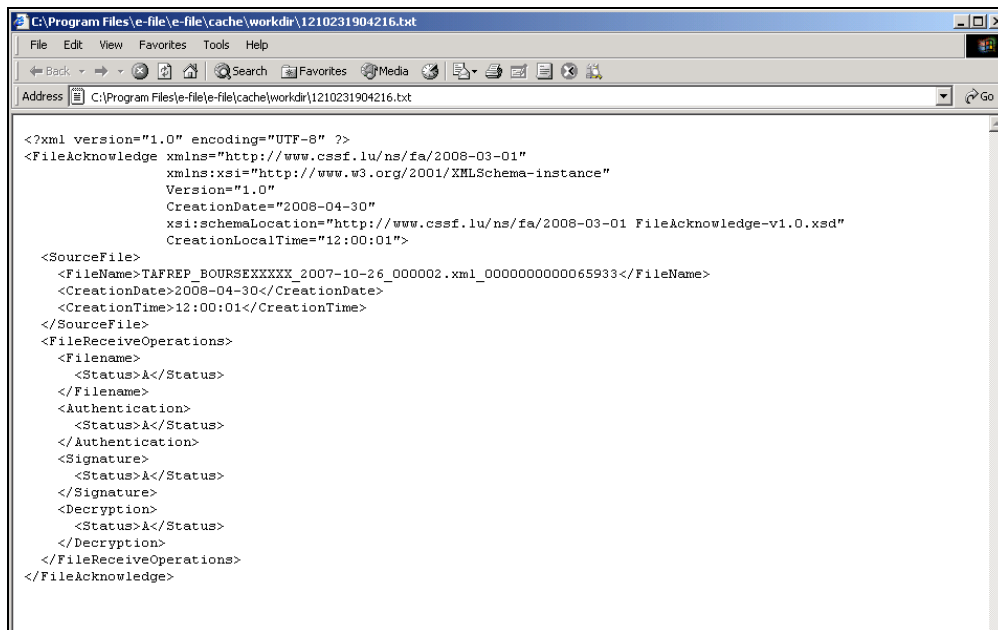 C:\Program Files\e-file\e-file\cache\workdir\1210231904216.txt
File Edit View Favorites Tools Help
Back Search Favorites Media
Address C:\Program Files\e-file\e-file\cache\workdir\1210231904216.txt Go
<?xml version="1.0" encoding="UTF-8" ?>
<FileAcknowledge xmlns="http://www.cssf.lu/ns/fa/2008-03-01"
xmlns:xsi="http://www.w3.org/2001/XMLSchema-instance"
Version="1.0"
CreationDate="2008-04-30"
xsi:schemaLocation="http://www.cssf.lu/ns/fa/2008-03-01 FileAcknowledge-v1.0.xsd"
CreationLocalTime="12:00:01">
<SourceFile>
<FileName>TAFREP_BOURSEXXXXX_2007-10-26_000002.xml_0000000000065933</FileName>
<CreationDate>2008-04-30</CreationDate>
<CreationTime>12:00:01</CreationTime>
</SourceFile>
<FileReceiveOperations>
<Filename>
<Status>A</Status>
</Filename>
<Authentication>
<Status>A</Status>
</Authentication>
<Signature>
<Status>A</Status>
</Signature>
<Decryption>
<Status>A</Status>
</Decryption>
</FileReceiveOperations>
</FileAcknowledge>